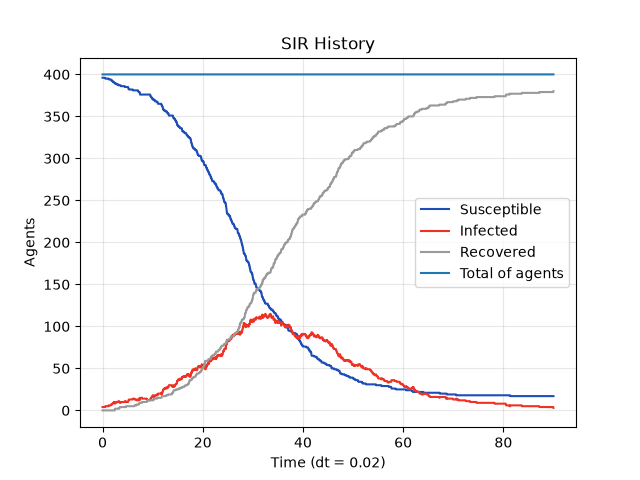 SIR History
Agents
400
350
300
250
200
150
100
50
0
Susceptible
Infected
Recovered
Total of agents
0 20 40 60 80
Time (dt = 0.02)